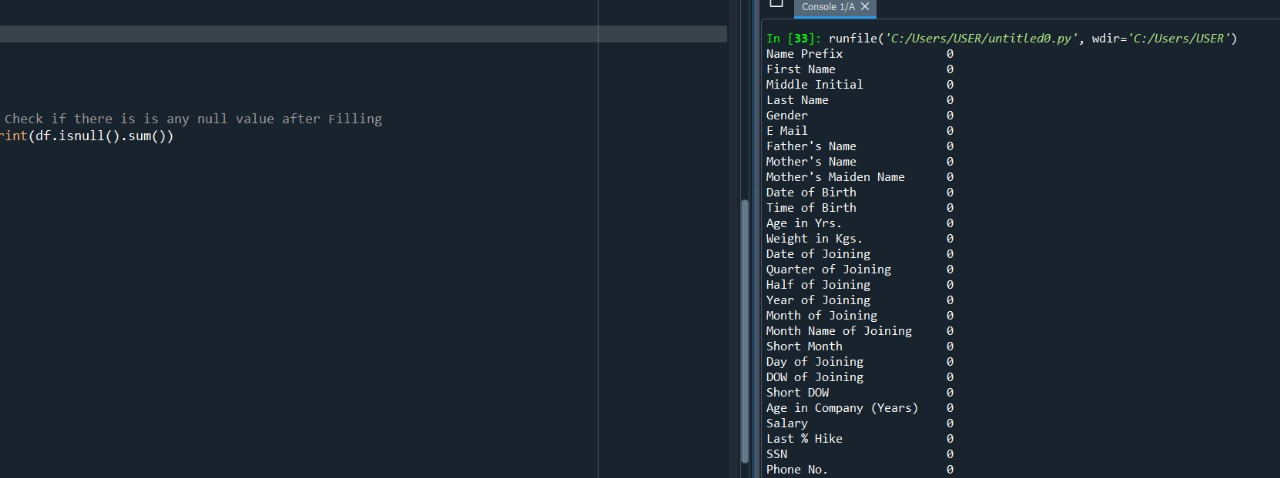 Console 1/A
Check if there is is any null value after Filling
rint(df.isnull().sum())
In [33]: runfile('C:/Users/USER/untitled0.py', wdir='C:/Users/USER')
Name Prefix 0
First Name 0
Middle Initial 0
Last Name 0
Gender 0
E Mail 0
Father's Name 0
Mother's Name 0
Mother's Maiden Name 0
Date of Birth 0
Time of Birth 0
Age in Yrs. 0
Weight in Kgs. 0
Date of Joining 0
Quarter of Joining 0
Half of Joining 0
Year of Joining 0
Month of Joining 0
Month Name of Joining 0
Short Month 0
Day of Joining 0
DOW of Joining 0
Short DOW 0
Age in Company (Years) 0
Salary 0
Last % Hike 0
SSN 0
Phone No. 0